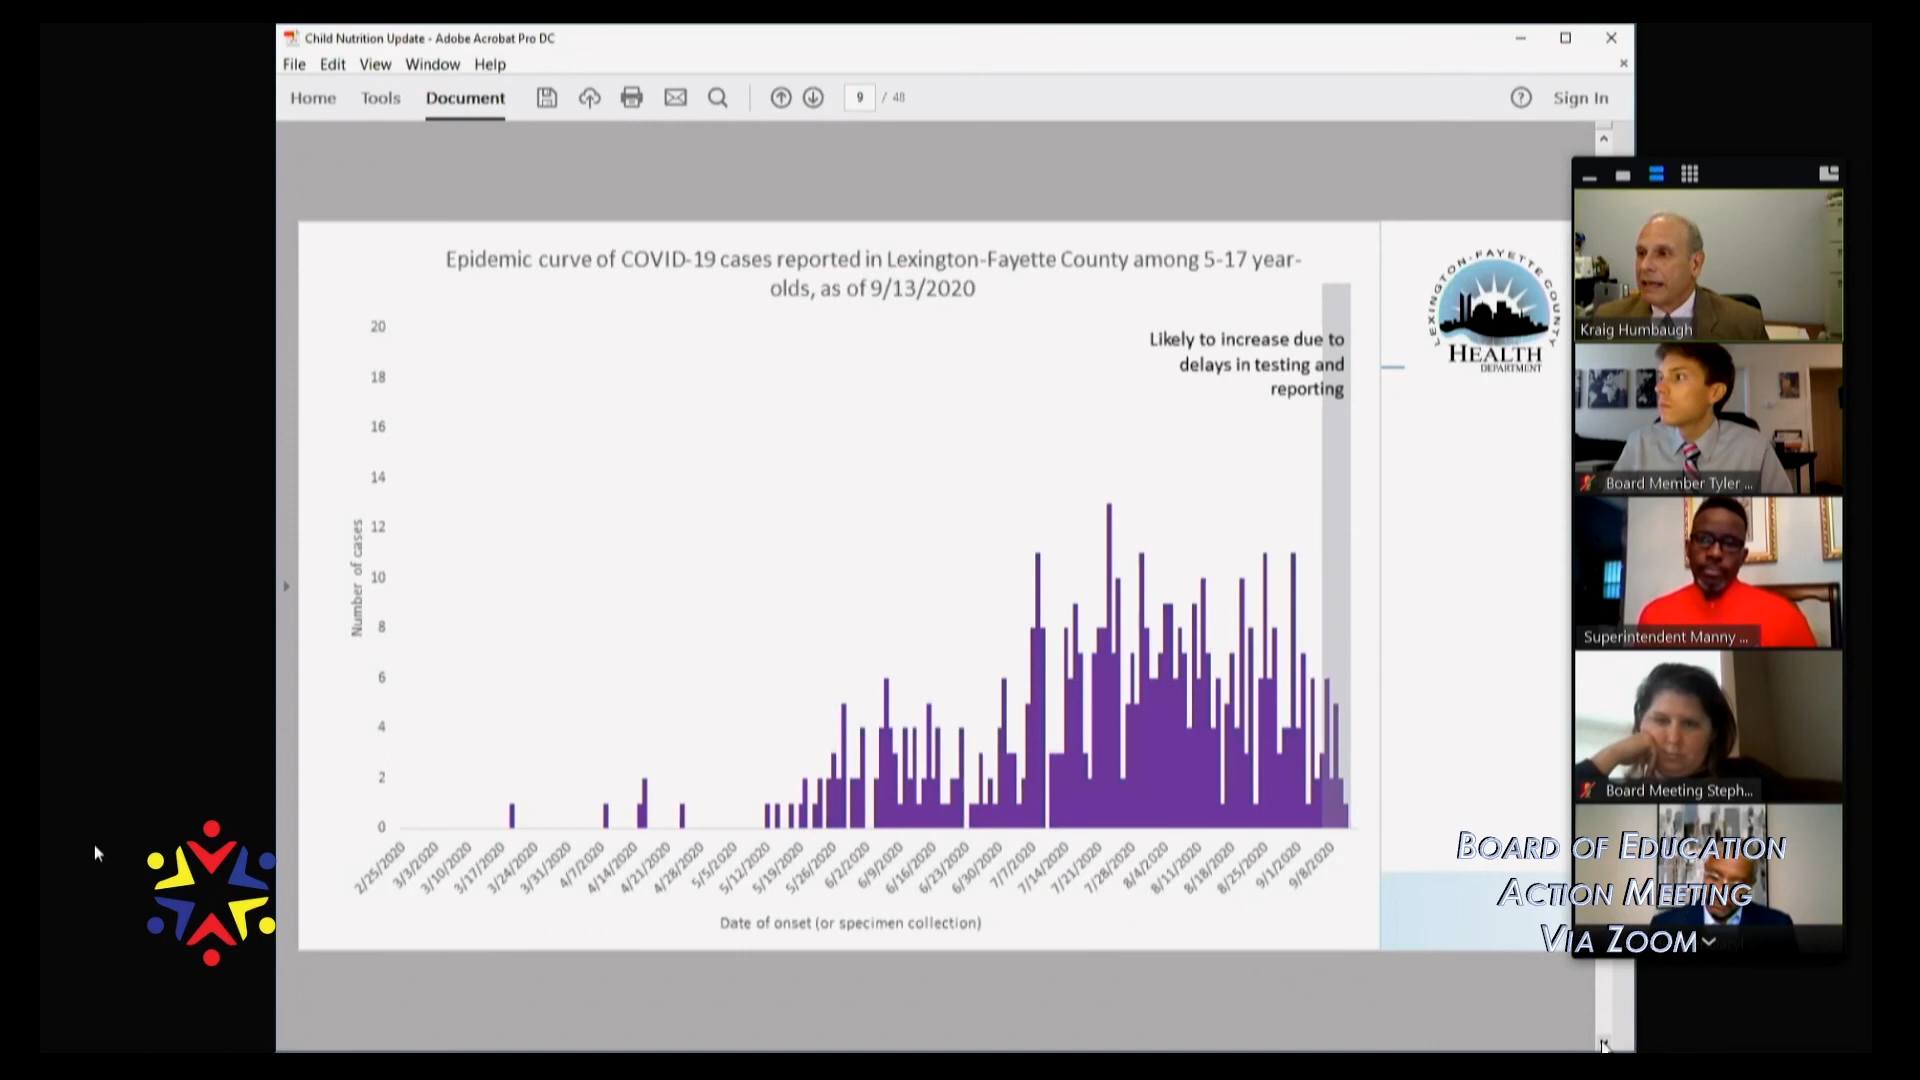 Child Nutrition Update - Adobe Acrobat Pro DC
File Edit View Window Help
Home Tools Document 9 / 48 Sign In
Epidemic curve of COVID-19 cases reported in Lexington-Fayette County among 5-17 year-
olds, as of 9/13/2020
Likely to increase due to
delays in testing and
reporting
20
18
16
14
12
10
8
6
4
2
0
Number of cases
2/25/2020 3/3/2020 3/10/2020 3/17/2020 3/24/2020 3/31/2020 4/7/2020 4/14/2020 4/21/2020 4/28/2020 5/5/2020 5/12/2020 5/19/2020 5/26/2020 6/2/2020 6/9/2020 6/16/2020 6/23/2020 6/30/2020 7/7/2020 7/14/2020 7/21/2020 7/28/2020 8/4/2020 8/11/2020 8/18/2020 8/25/2020 9/1/2020 9/8/2020
Date of onset (or specimen collection)
LEXINGTON-FAYETTE COUNTY
HEALTH
DEPARTMENT
Kraig Humbaugh
Board Member Tyler ...
Superintendent Manny ...
Board Meeting Steph...
BOARD OF EDUCATION
ACTION MEETING
VIA ZOOM